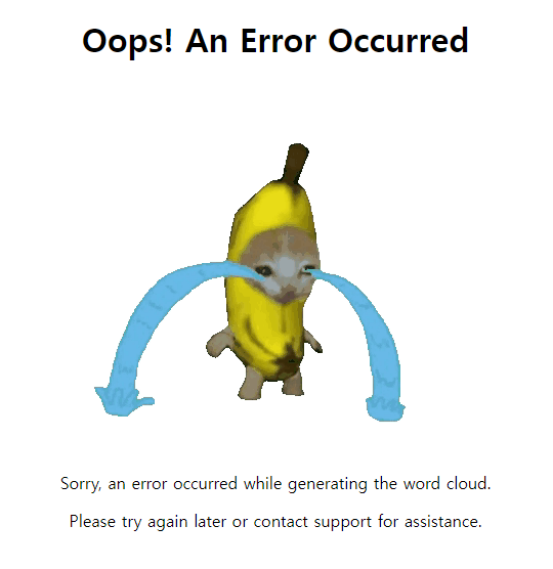 Oops! An Error Occurred
Sorry, an error occurred while generating the word cloud.
Please try again later or contact support for assistance.